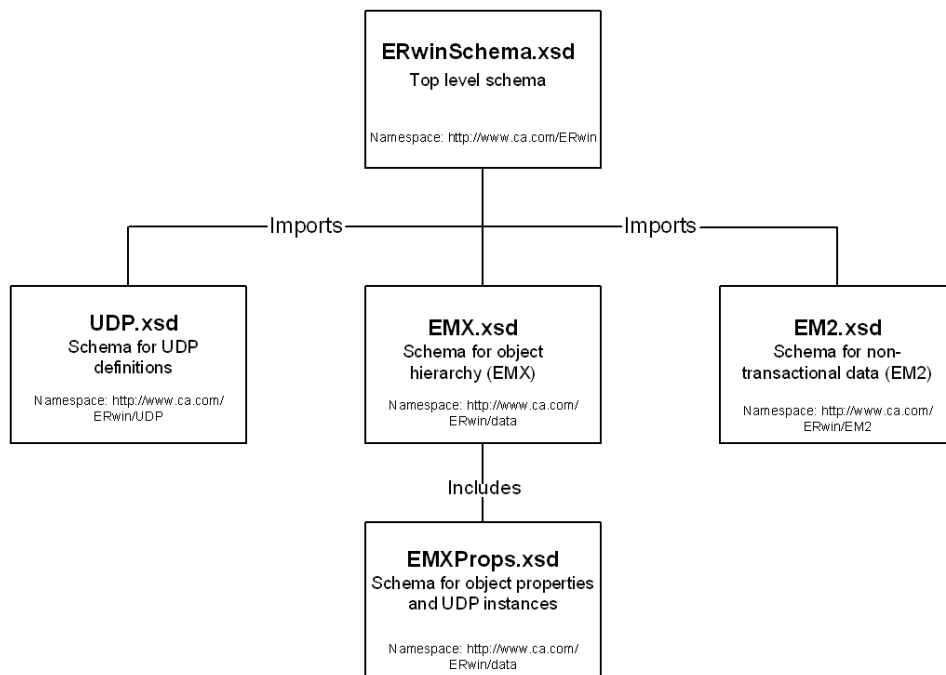 ERwinSchema.xsd
Top level schema
Namespace: http://www.ca.com/ERwin
Imports
Imports
UDP.xsd
Schema for UDP
definitions
Namespace: http://www.ca.com/
ERwin/UDP
EMX.xsd
Schema for object
hierarchy (EMX)
Namespace: http://www.ca.com/
ERwin/data
EM2.xsd
Schema for non-
transactional data (EM2)
Namespace: http://www.ca.com/
ERwin/EM2
Includes
EMXProps.xsd
Schema for object properties
and UDP instances
Namespace: http://www.ca.com/
ERwin/data